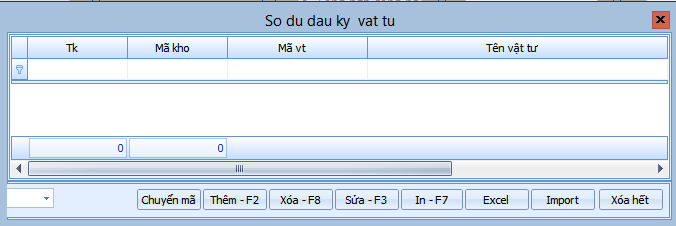 So du dau ky vat tu
Tk Mã kho Mã vt Tên vật tư
0 0
Chuyển mã Thêm - F2 Xóa - F8 Sửa - F3 In - F7 Excel Import Xóa hết